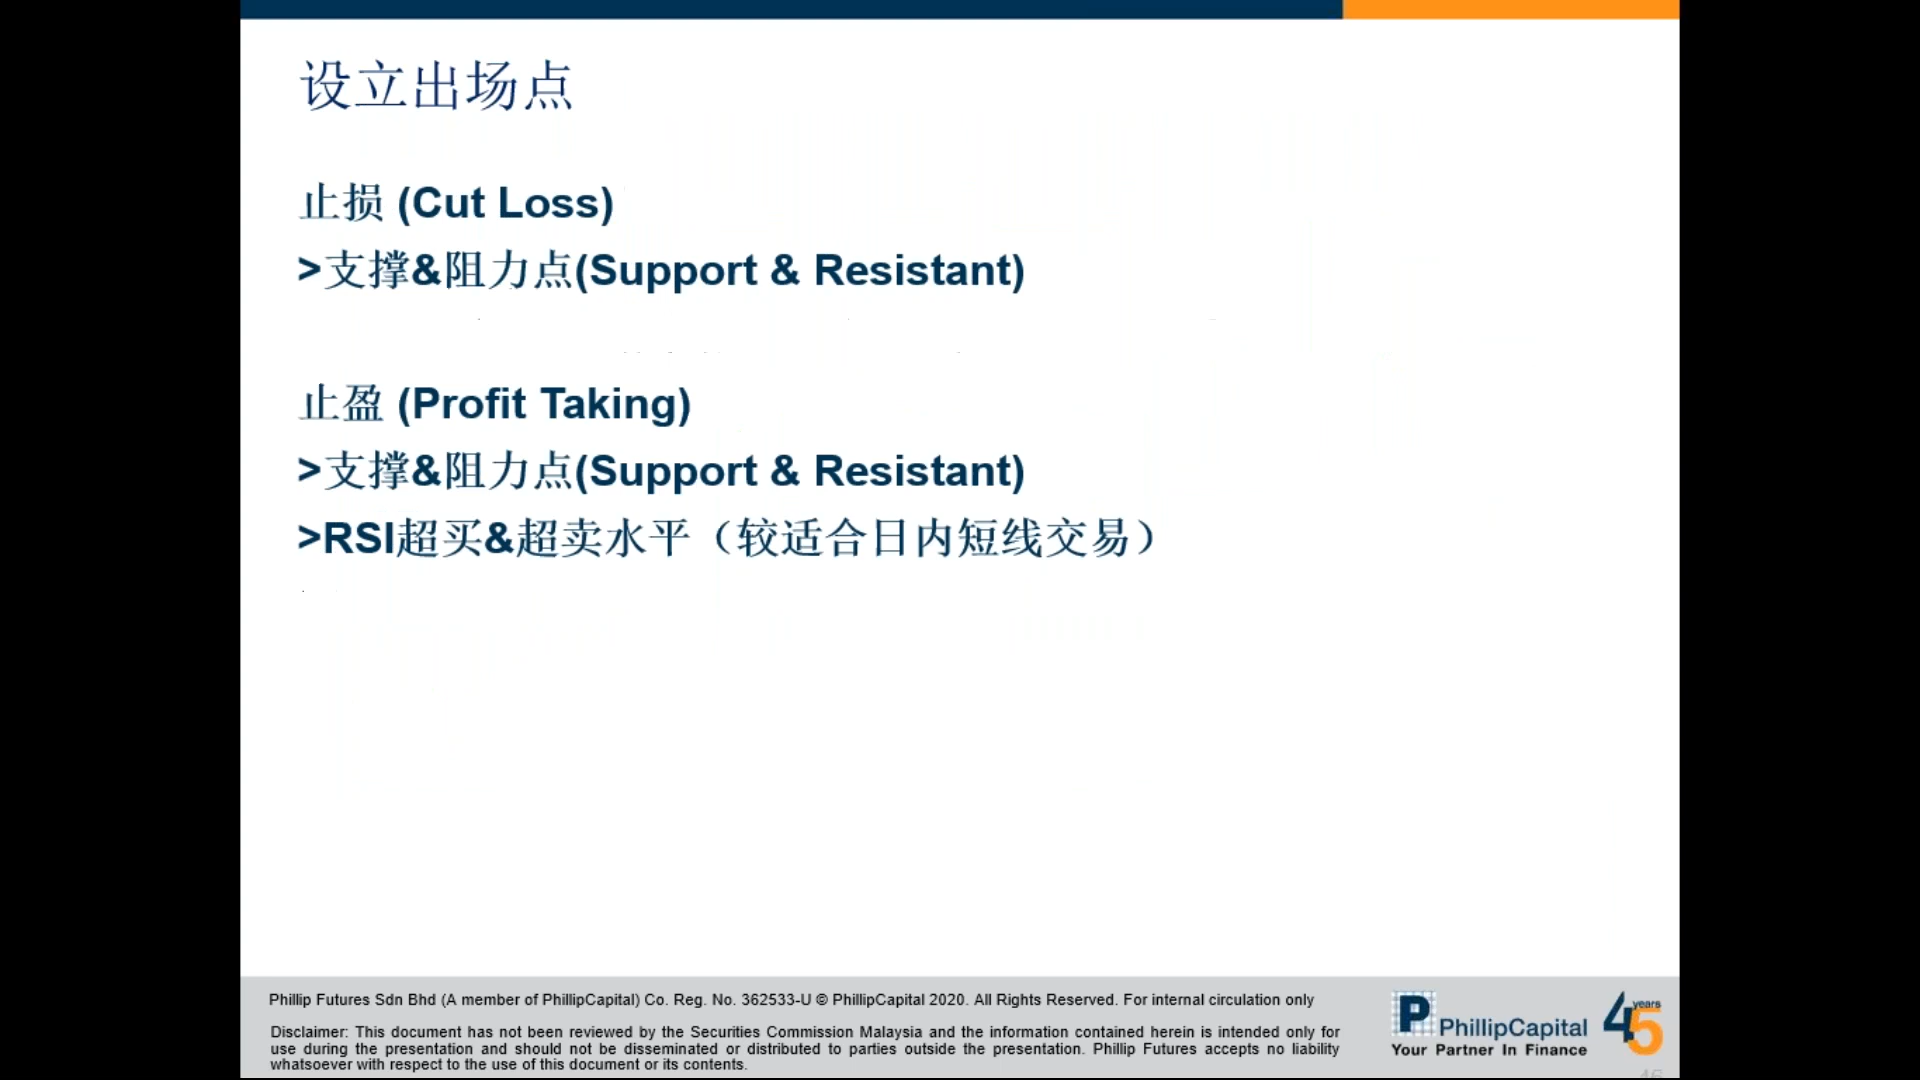 设立出场点
止损 (Cut Loss)
>支撑&阻力点(Support & Resistant)
止盈 (Profit Taking)
>支撑&阻力点(Support & Resistant)
>RSI超买&超卖水平（较适合日内短线交易）
Phillip Futures Sdn Bhd (A member of PhillipCapital) Co. Reg. No. 362533-U © PhillipCapital 2020. All Rights Reserved. For internal circulation only
Disclaimer: This document has not been reviewed by the Securities Commission Malaysia and the information contained herein is intended only for
use during the presentation and should not be disseminated or distributed to parties outside the presentation. Phillip Futures accepts no liability
whatsoever with respect to the use of this document or its contents.
P PhillipCapital
Your Partner In Finance
45 years